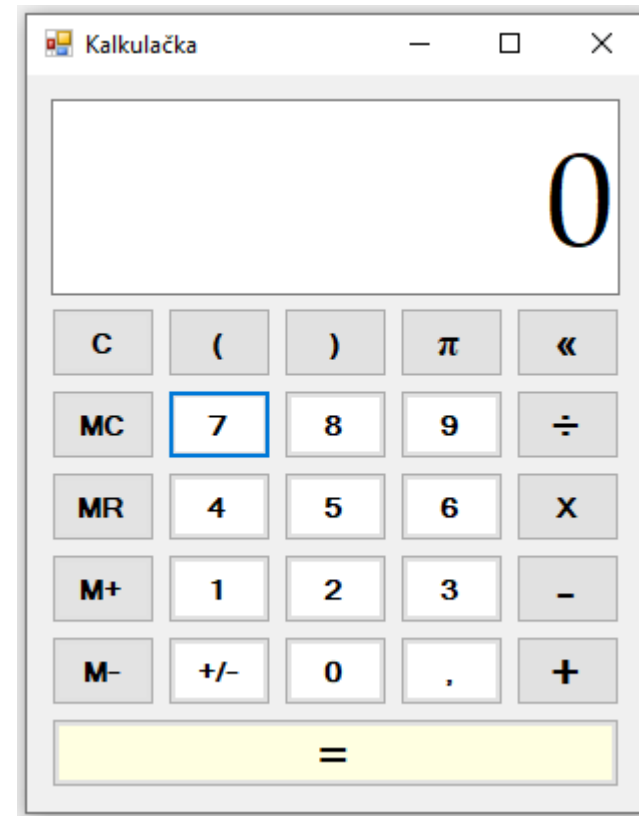 Kalkulačka
0
C ( ) π «
MC 7 8 9 ÷
MR 4 5 6 X
M+ 1 2 3 -
M- +/- 0 , +
=